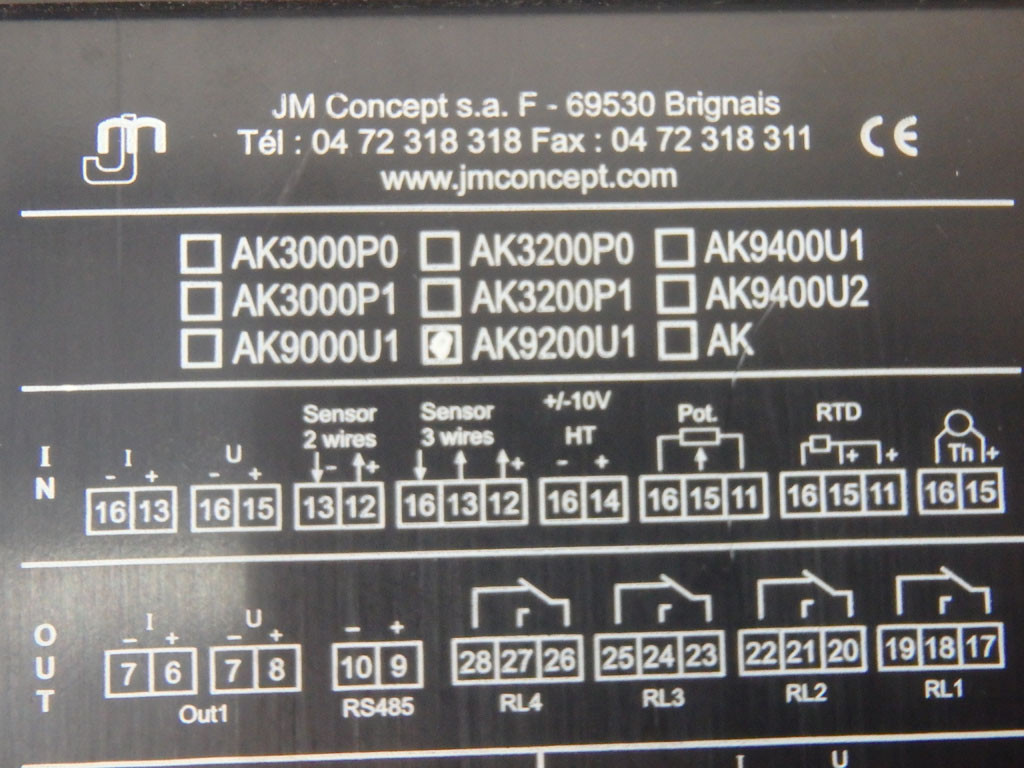 JM Concept s.a. F - 69530 Brignais
Tél : 04 72 318 318 Fax : 04 72 318 311
www.jmconcept.com
JM
CE
AK3000P0 AK3200P0 AK9400U1
AK3000P1 AK3200P1 AK9400U2
AK9000U1 AK9200U1 AK
IN
I
- +
16 13
U
- +
16 15
Sensor
2 wires
- +
13 12
Sensor
3 wires
+
16 13 12
+/-10V
HT
- +
16 14
Pot.
16 15 11
RTD
+ +
16 15 11
Th +
16 15
OUT
I
- +
7 6
U
- +
7 8
Out1
- +
10 9
RS485
28 27 26
RL4
25 24 23
RL3
22 21 20
RL2
19 18 17
RL1
I U